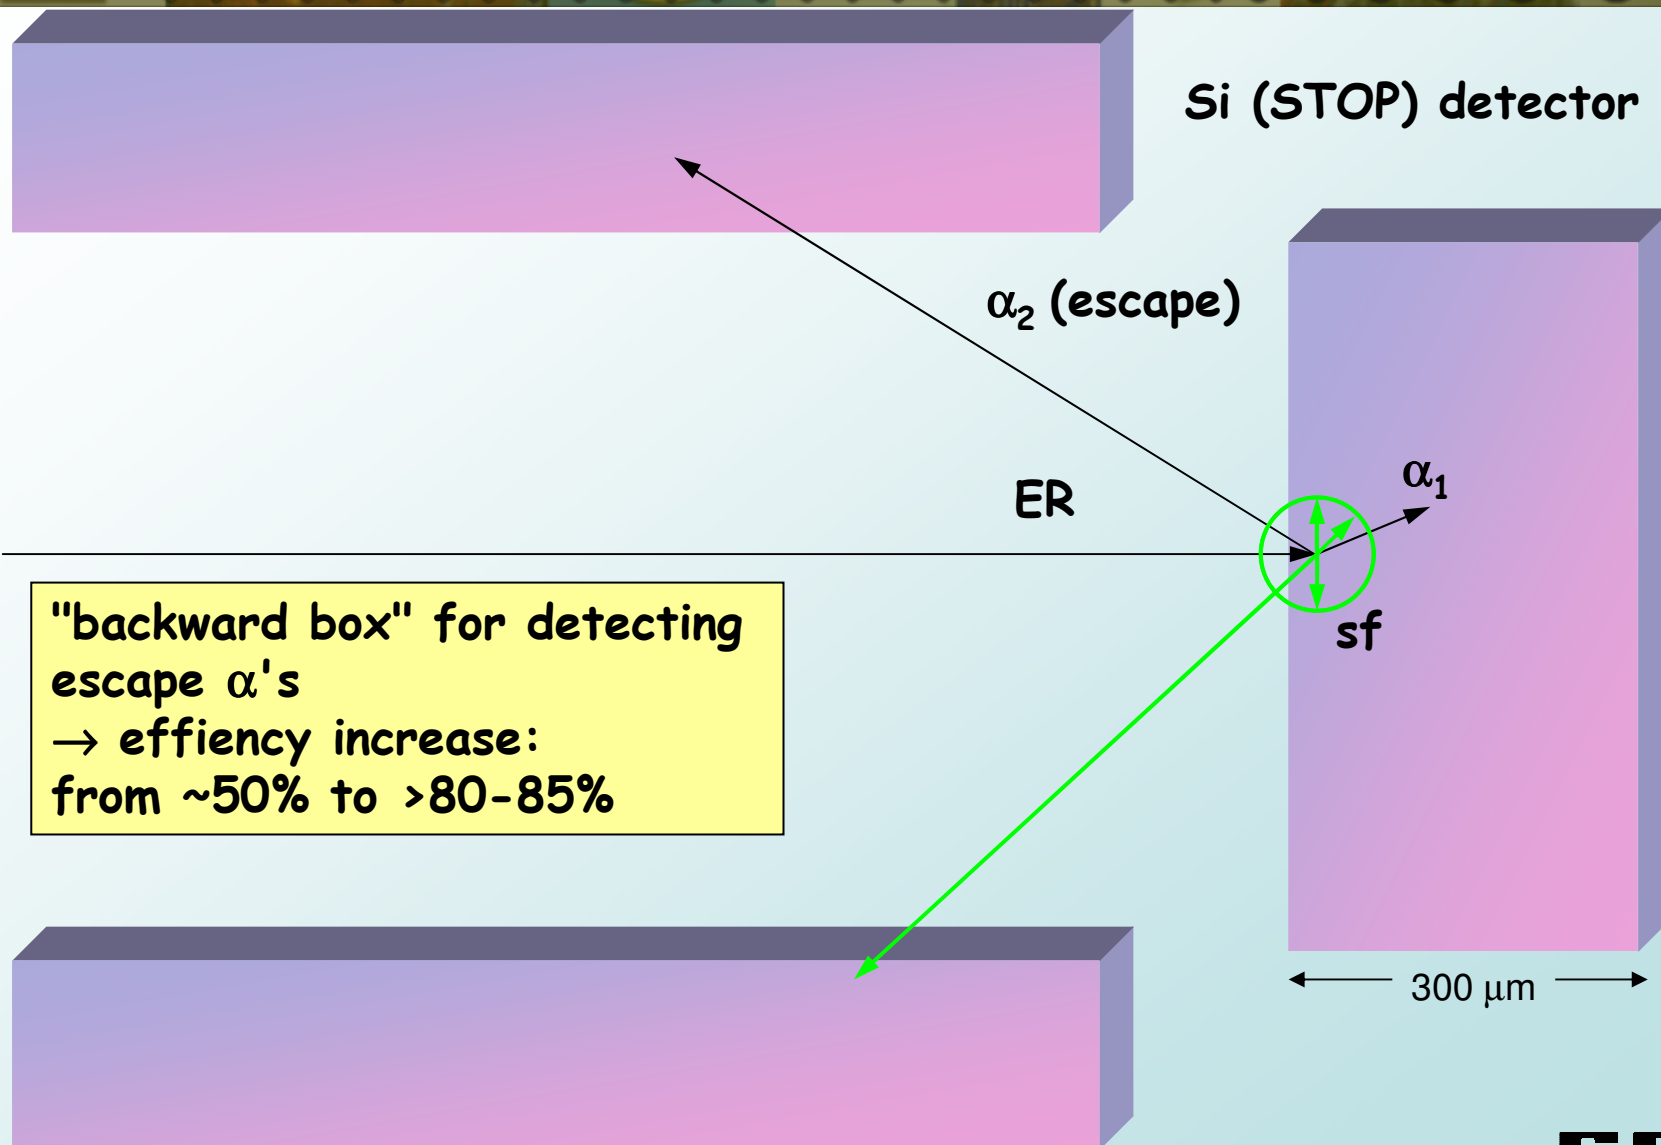 Si (STOP) detector
α₂ (escape)
α₁
ER
sf
"backward box" for detecting
escape α's
→ effiency increase:
from ~50% to >80-85%
300 μm